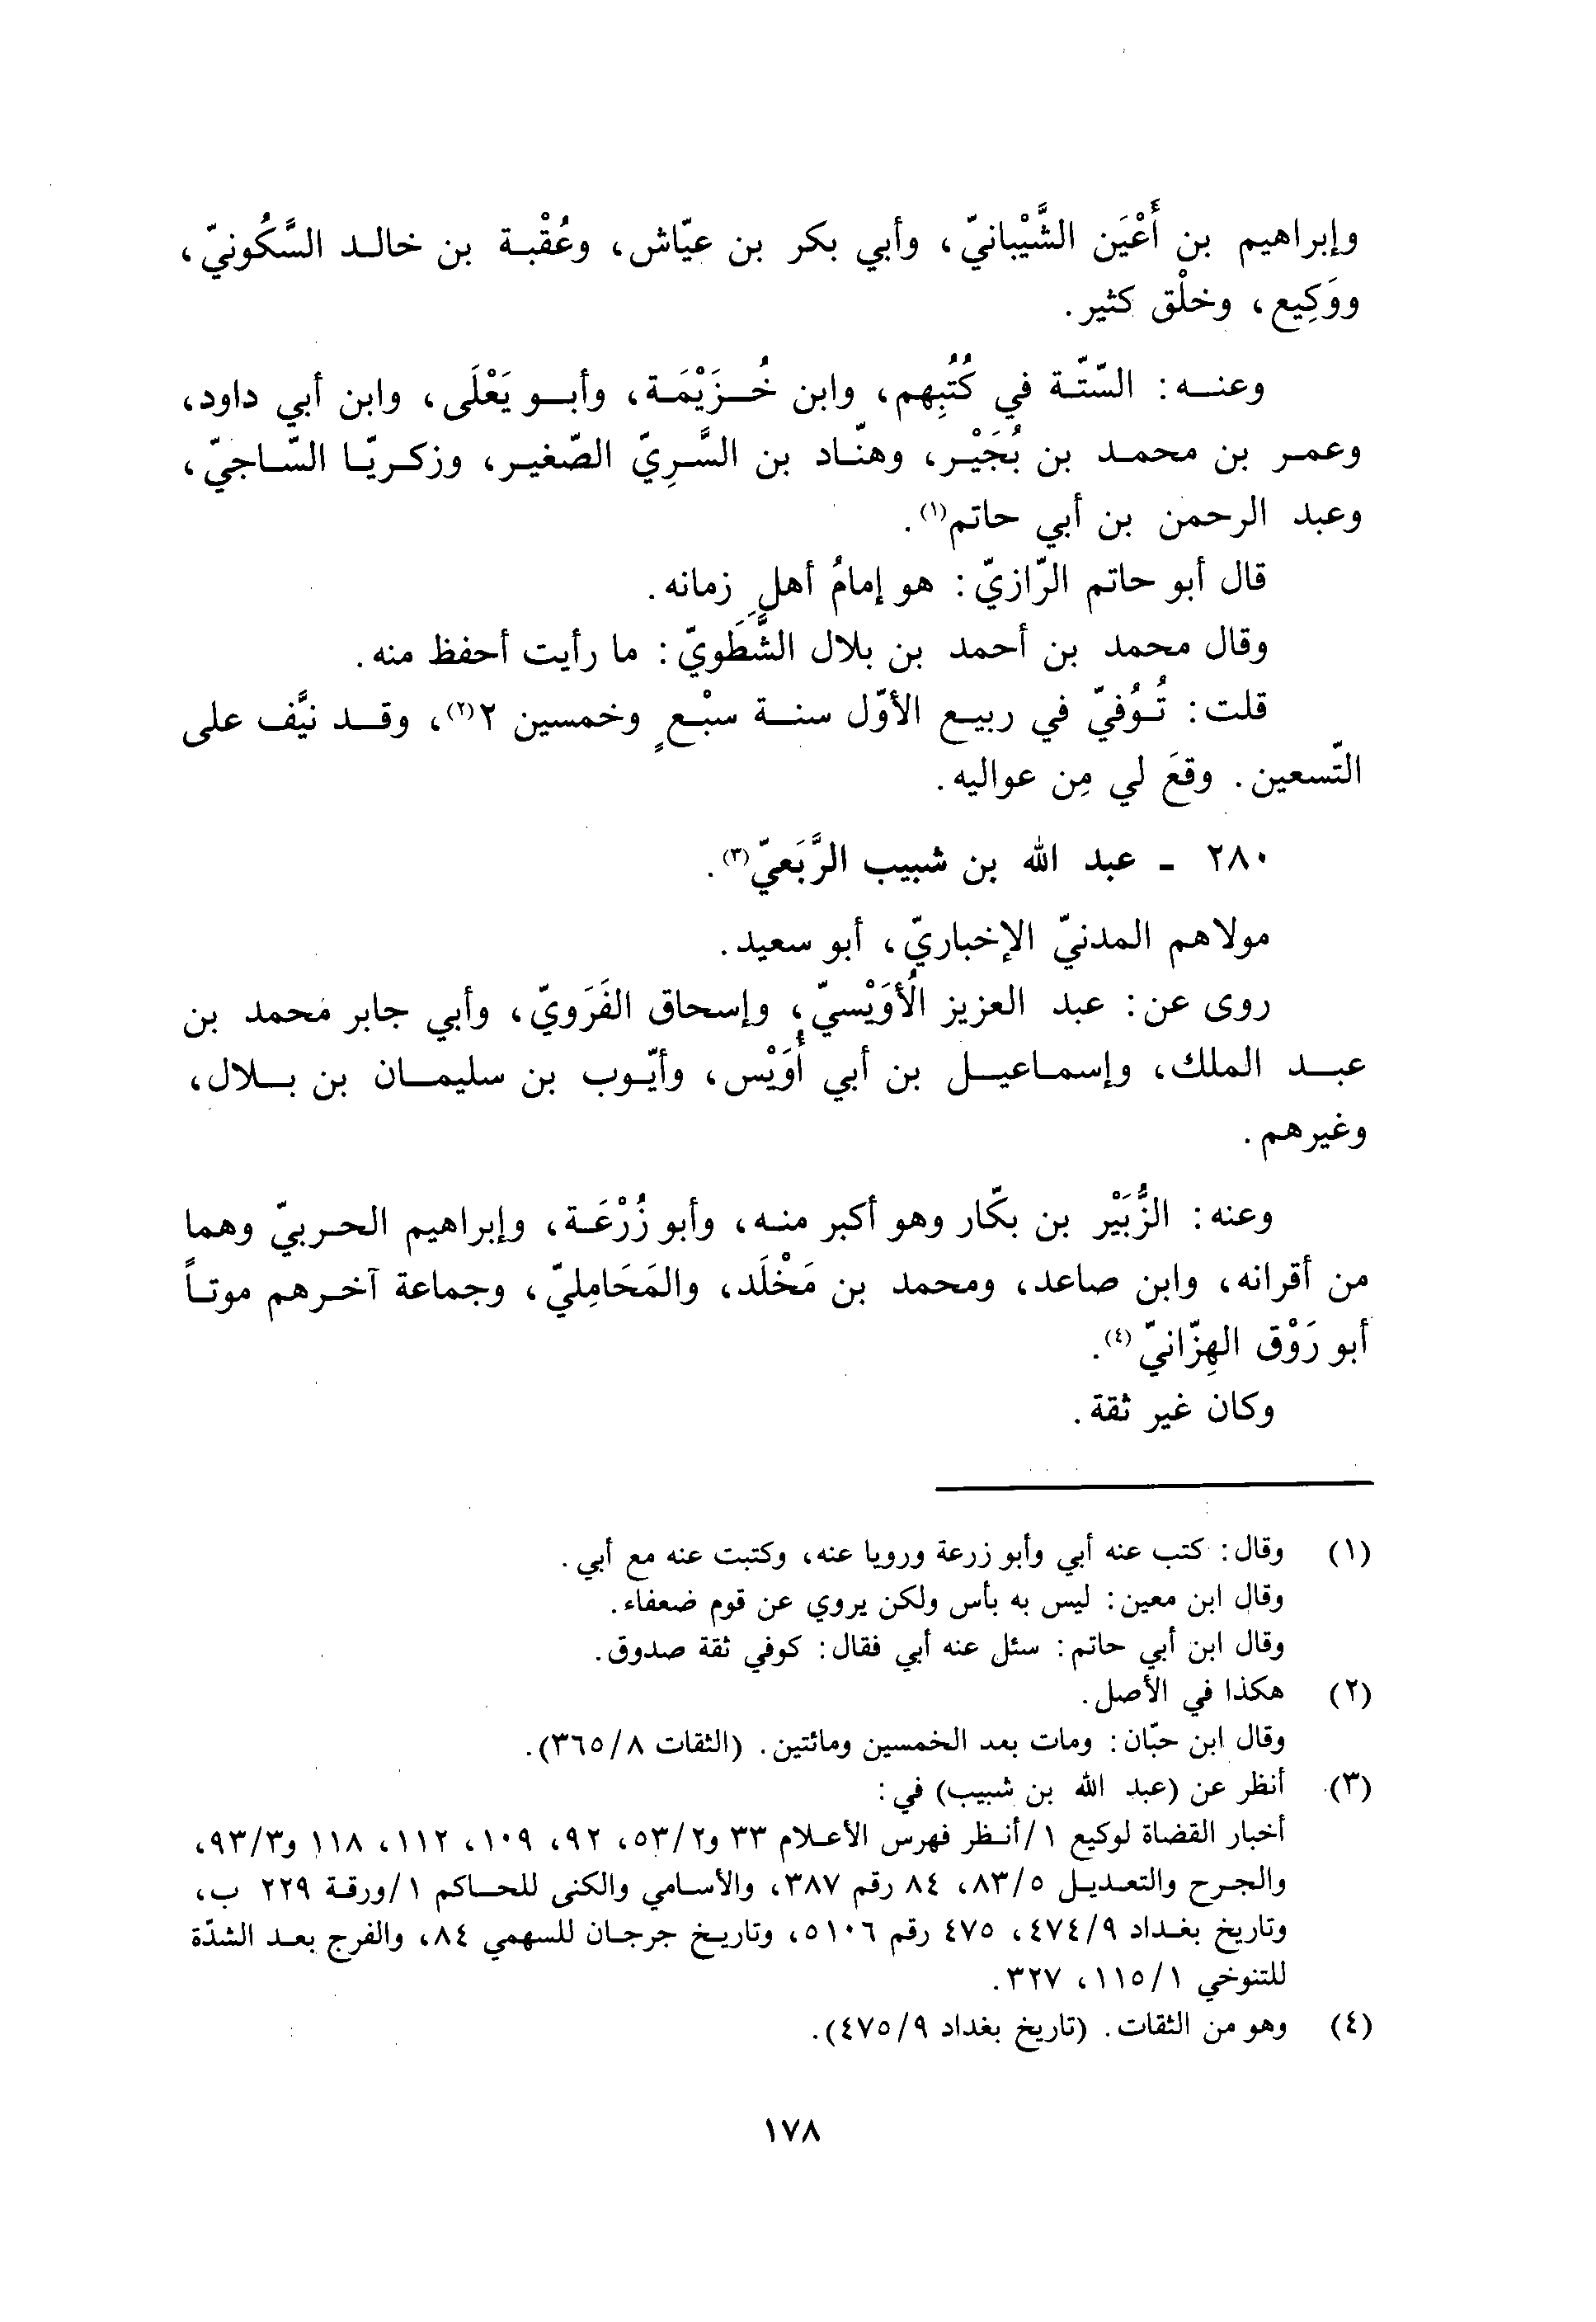 وإبراهيم بن أَعْيَن الشَّيْبانيّ، وأبي بكر بن عيّاش، وعُقْبة بن خالد السَّكُونيّ،
ووَكِيع، وخلْق كثير.
وعنه: السّتّة في كُتُبِهم، وابن خُزَيْمَة، وأبو يَعْلَى، وابن أبي داود،
وعمر بن محمد بن بُجَيْر، وهنّاد بن السَّرِيّ الصّغير، وزكريّا السّاجيّ،
وعبد الرحمن بن أبي حاتم(١).
قال أبو حاتم الرّازيّ: هو إمامُ أهلِ زمانه.
وقال محمد بن أحمد بن بلال الشَّطَويّ: ما رأيت أحفظ منه.
قلت: تُوُفيّ في ربيع الأوّل سنة سبْعٍ وخمسين ٢(٢)، وقد نيَّف على
التّسعين. وقعَ لي مِن عواليه.
٢٨٠ - عبد الله بن شبيب الرَّبَعيّ(٣).
مولاهم المدنيّ الإخباريّ، أبو سعيد.
روى عن: عبد العزيز الْأُوَيْسيّ، وإسحاق الفَرَويّ، وأبي جابر محمد بن
عبد الملك، وإسماعيل بن أبي أُوَيْس، وأيّوب بن سليمان بن بلال،
وغيرهم.
وعنه: الزُّبَيْر بن بكّار وهو أكبر منه، وأبو زُرْعَة، وإبراهيم الحربيّ وهما
من أقرانه، وابن صاعد، ومحمد بن مَخْلَد، والمَحَامِليّ، وجماعة آخرهم موتاً
أبو رَوْق الهِزّانيّ(٤).
وكان غير ثقة.
(١) وقال: كتب عنه أبي وأبو زرعة ورويا عنه، وكتبت عنه مع أبي.
وقال ابن معين: ليس به بأس ولكن يروي عن قوم ضعفاء.
وقال ابن أبي حاتم: سئل عنه أبي فقال: كوفي ثقة صدوق.
(٢) هكذا في الأصل.
وقال ابن حبّان: ومات بعد الخمسين ومائتين. (الثقات ٣٦٥/٨).
(٣) أنظر عن (عبد الله بن شبيب) في:
أخبار القضاة لوكيع ١/أنظر فهرس الأعلام ٣٣ و٥٣/٢، ٩٢، ١٠٩، ١١٢، ١١٨ و٩٣/٣،
والجرح والتعديل ٨٣/٥، ٨٤ رقم ٣٨٧، والأسامي والكنى للحاكم ١/ورقة ٢٢٩ ب،
وتاريخ بغداد ٤٧٤/٩، ٤٧٥ رقم ٥١٠٦، وتاريخ جرجان للسهمي ٨٤، والفرج بعد الشدّة
للتنوخي ١١٥/١، ٣٢٧.
(٤) وهو من الثقات. (تاريخ بغداد ٤٧٥/٩).
١٧٨